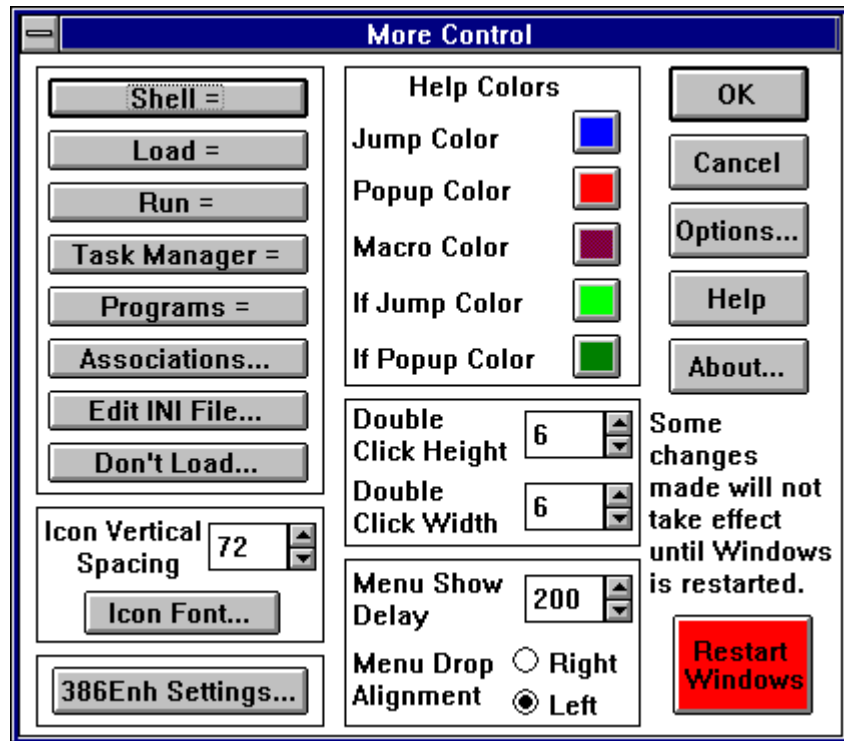 More Control
Shell =
Load =
Run =
Task Manager =
Programs =
Associations...
Edit INI File...
Don't Load...
Icon Vertical
Spacing
72
Icon Font...
386Enh Settings...
Help Colors
Jump Color
Popup Color
Macro Color
If Jump Color
If Popup Color
Double
Click Height
6
Double
Click Width
6
Menu Show
Delay
200
Menu Drop
Alignment
Right
Left
OK
Cancel
Options...
Help
About...
Some
changes
made will not
take effect
until Windows
is restarted.
Restart
Windows